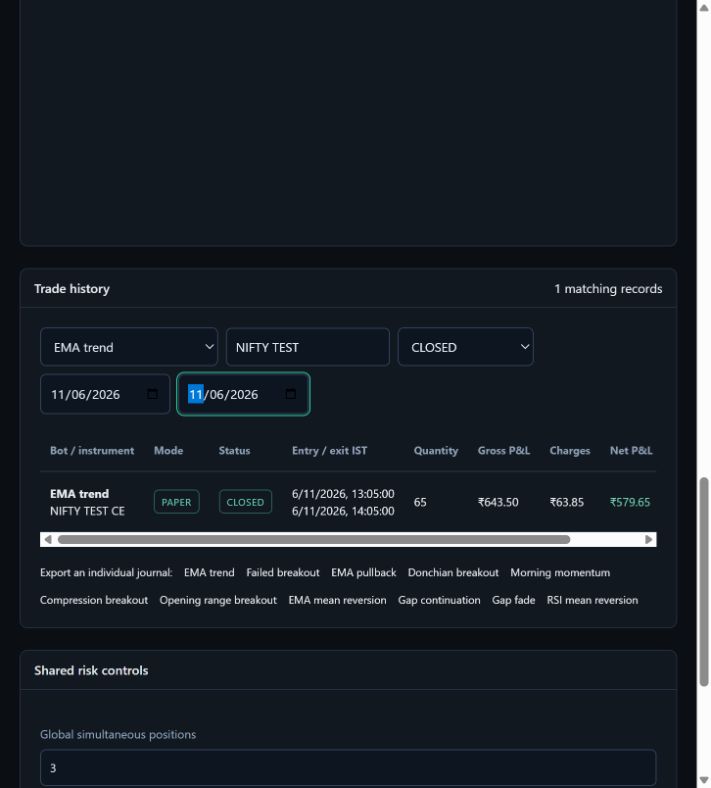 Trade history 1 matching records
EMA trend NIFTY TEST CLOSED
11/06/2026 11/06/2026
Bot / instrument Mode Status Entry / exit IST Quantity Gross P&L Charges Net P&L
EMA trend
NIFTY TEST CE PAPER CLOSED 6/11/2026, 13:05:00 65 ₹643.50 ₹63.85 ₹579.65
6/11/2026, 14:05:00
Export an individual journal: EMA trend Failed breakout EMA pullback Donchian breakout Morning momentum
Compression breakout Opening range breakout EMA mean reversion Gap continuation Gap fade RSI mean reversion
Shared risk controls
Global simultaneous positions
3